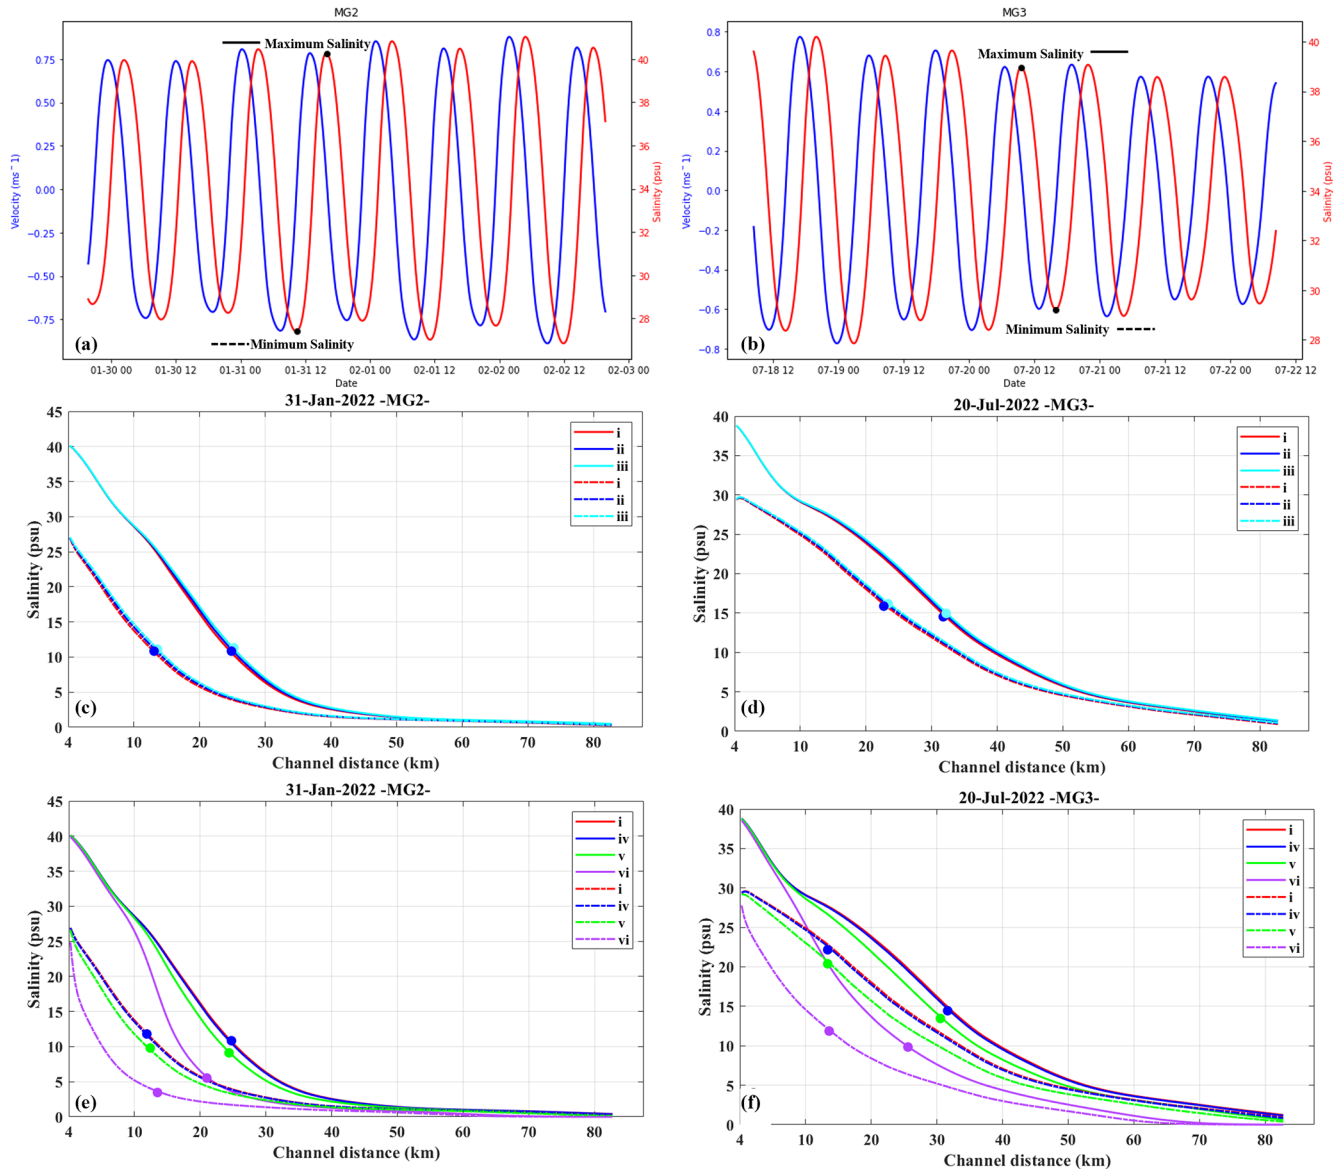 MG2
Maximum Salinity
Minimum Salinity
(a)
Velocity (ms⁻1)
0.75
0.50
0.25
0.00
−0.25
−0.50
−0.75
40
38
36
34
32
30
28
Salinity (psu)
01-30 00 01-30 12 01-31 00 01-31 12 02-01 00 02-01 12 02-02 00 02-02 12 02-03 00
Date
MG3
Maximum Salinity
Minimum Salinity
(b)
Velocity (ms⁻1)
0.8
0.6
0.4
0.2
0.0
−0.2
−0.4
−0.6
−0.8
40
38
36
34
32
30
28
Salinity (psu)
07-18 12 07-19 00 07-19 12 07-20 00 07-20 12 07-21 00 07-21 12 07-22 00 07-22 12
Date
31-Jan-2022 -MG2-
45
40
35
30
25
20
15
10
5
0
Salinity (psu)
i
ii
iii
i
ii
iii
(c)
4 10 20 30 40 50 60 70 80
Channel distance (km)
20-Jul-2022 -MG3-
40
35
30
25
20
15
10
5
0
Salinity (psu)
i
ii
iii
i
ii
iii
(d)
4 10 20 30 40 50 60 70 80
Channel distance (km)
31-Jan-2022 -MG2-
45
40
35
30
25
20
15
10
5
0
Salinity (psu)
i
iv
v
vi
i
iv
v
vi
(e)
4 10 20 30 40 50 60 70 80
Channel distance (km)
20-Jul-2022 -MG3-
40
35
30
25
20
15
10
5
0
Salinity (psu)
i
iv
v
vi
i
iv
v
vi
(f)
4 10 20 30 40 50 60 70 80
Channel distance (km)